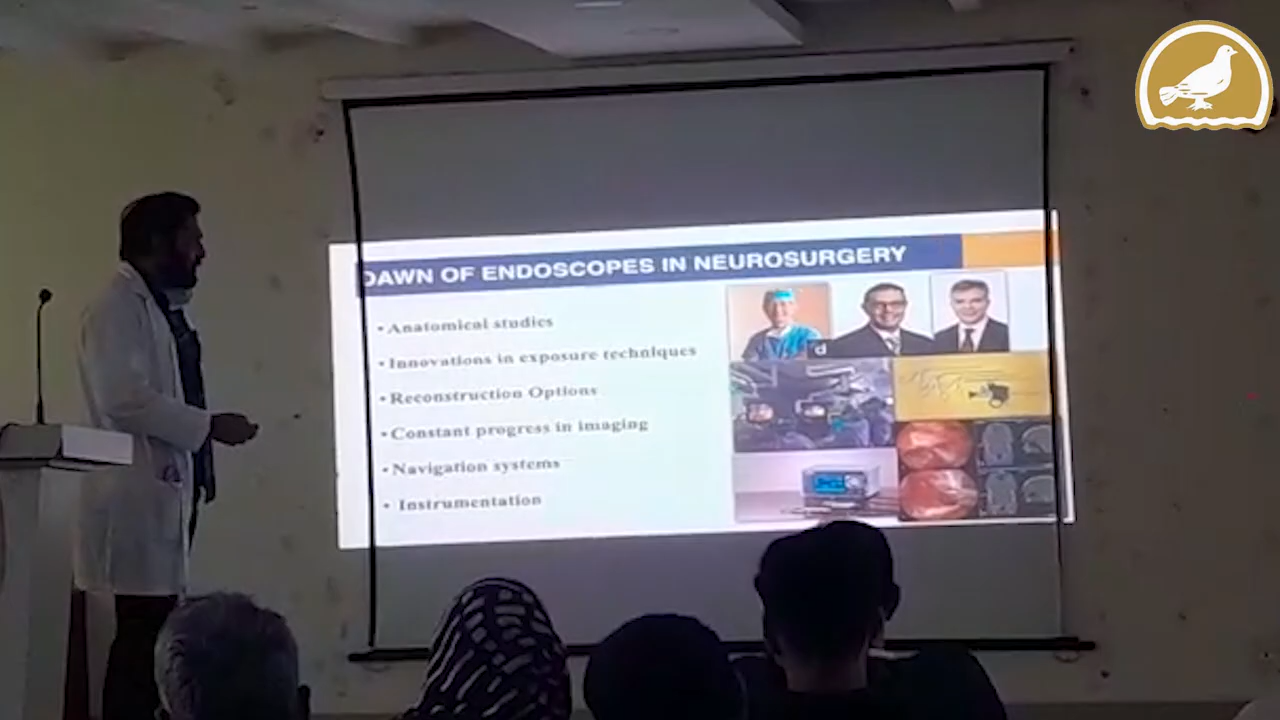 DAWN OF ENDOSCOPES IN NEUROSURGERY
• Anatomical studies
• Innovations in exposure techniques
• Reconstruction Options
• Constant progress in imaging
• Navigation systems
• Instrumentation
d